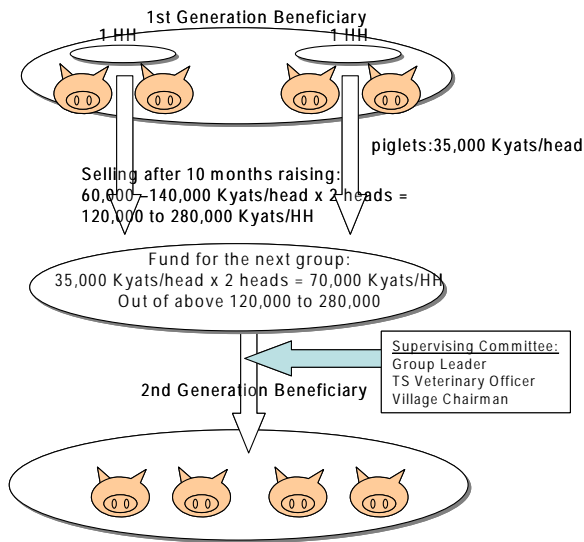 1st Generation Beneficiary
1 HH
1 HH
piglets:35,000 Kyats/head
Selling after 10 months raising:
60,000 –140,000 Kyats/head x 2 heads =
120,000 to 280,000 Kyats/HH
Fund for the next group:
35,000 Kyats/head x 2 heads = 70,000 Kyats/HH
Out of above 120,000 to 280,000
Supervising Committee:
Group Leader
TS Veterinary Officer
Village Chairman
2nd Generation Beneficiary